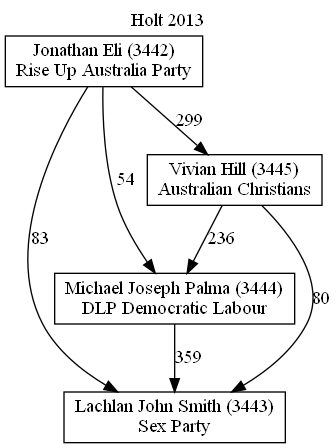 Holt 2013
Jonathan Eli (3442)
Rise Up Australia Party
299
Vivian Hill (3445)
Australian Christians
54
83
236
80
Michael Joseph Palma (3444)
DLP Democratic Labour
359
Lachlan John Smith (3443)
Sex Party